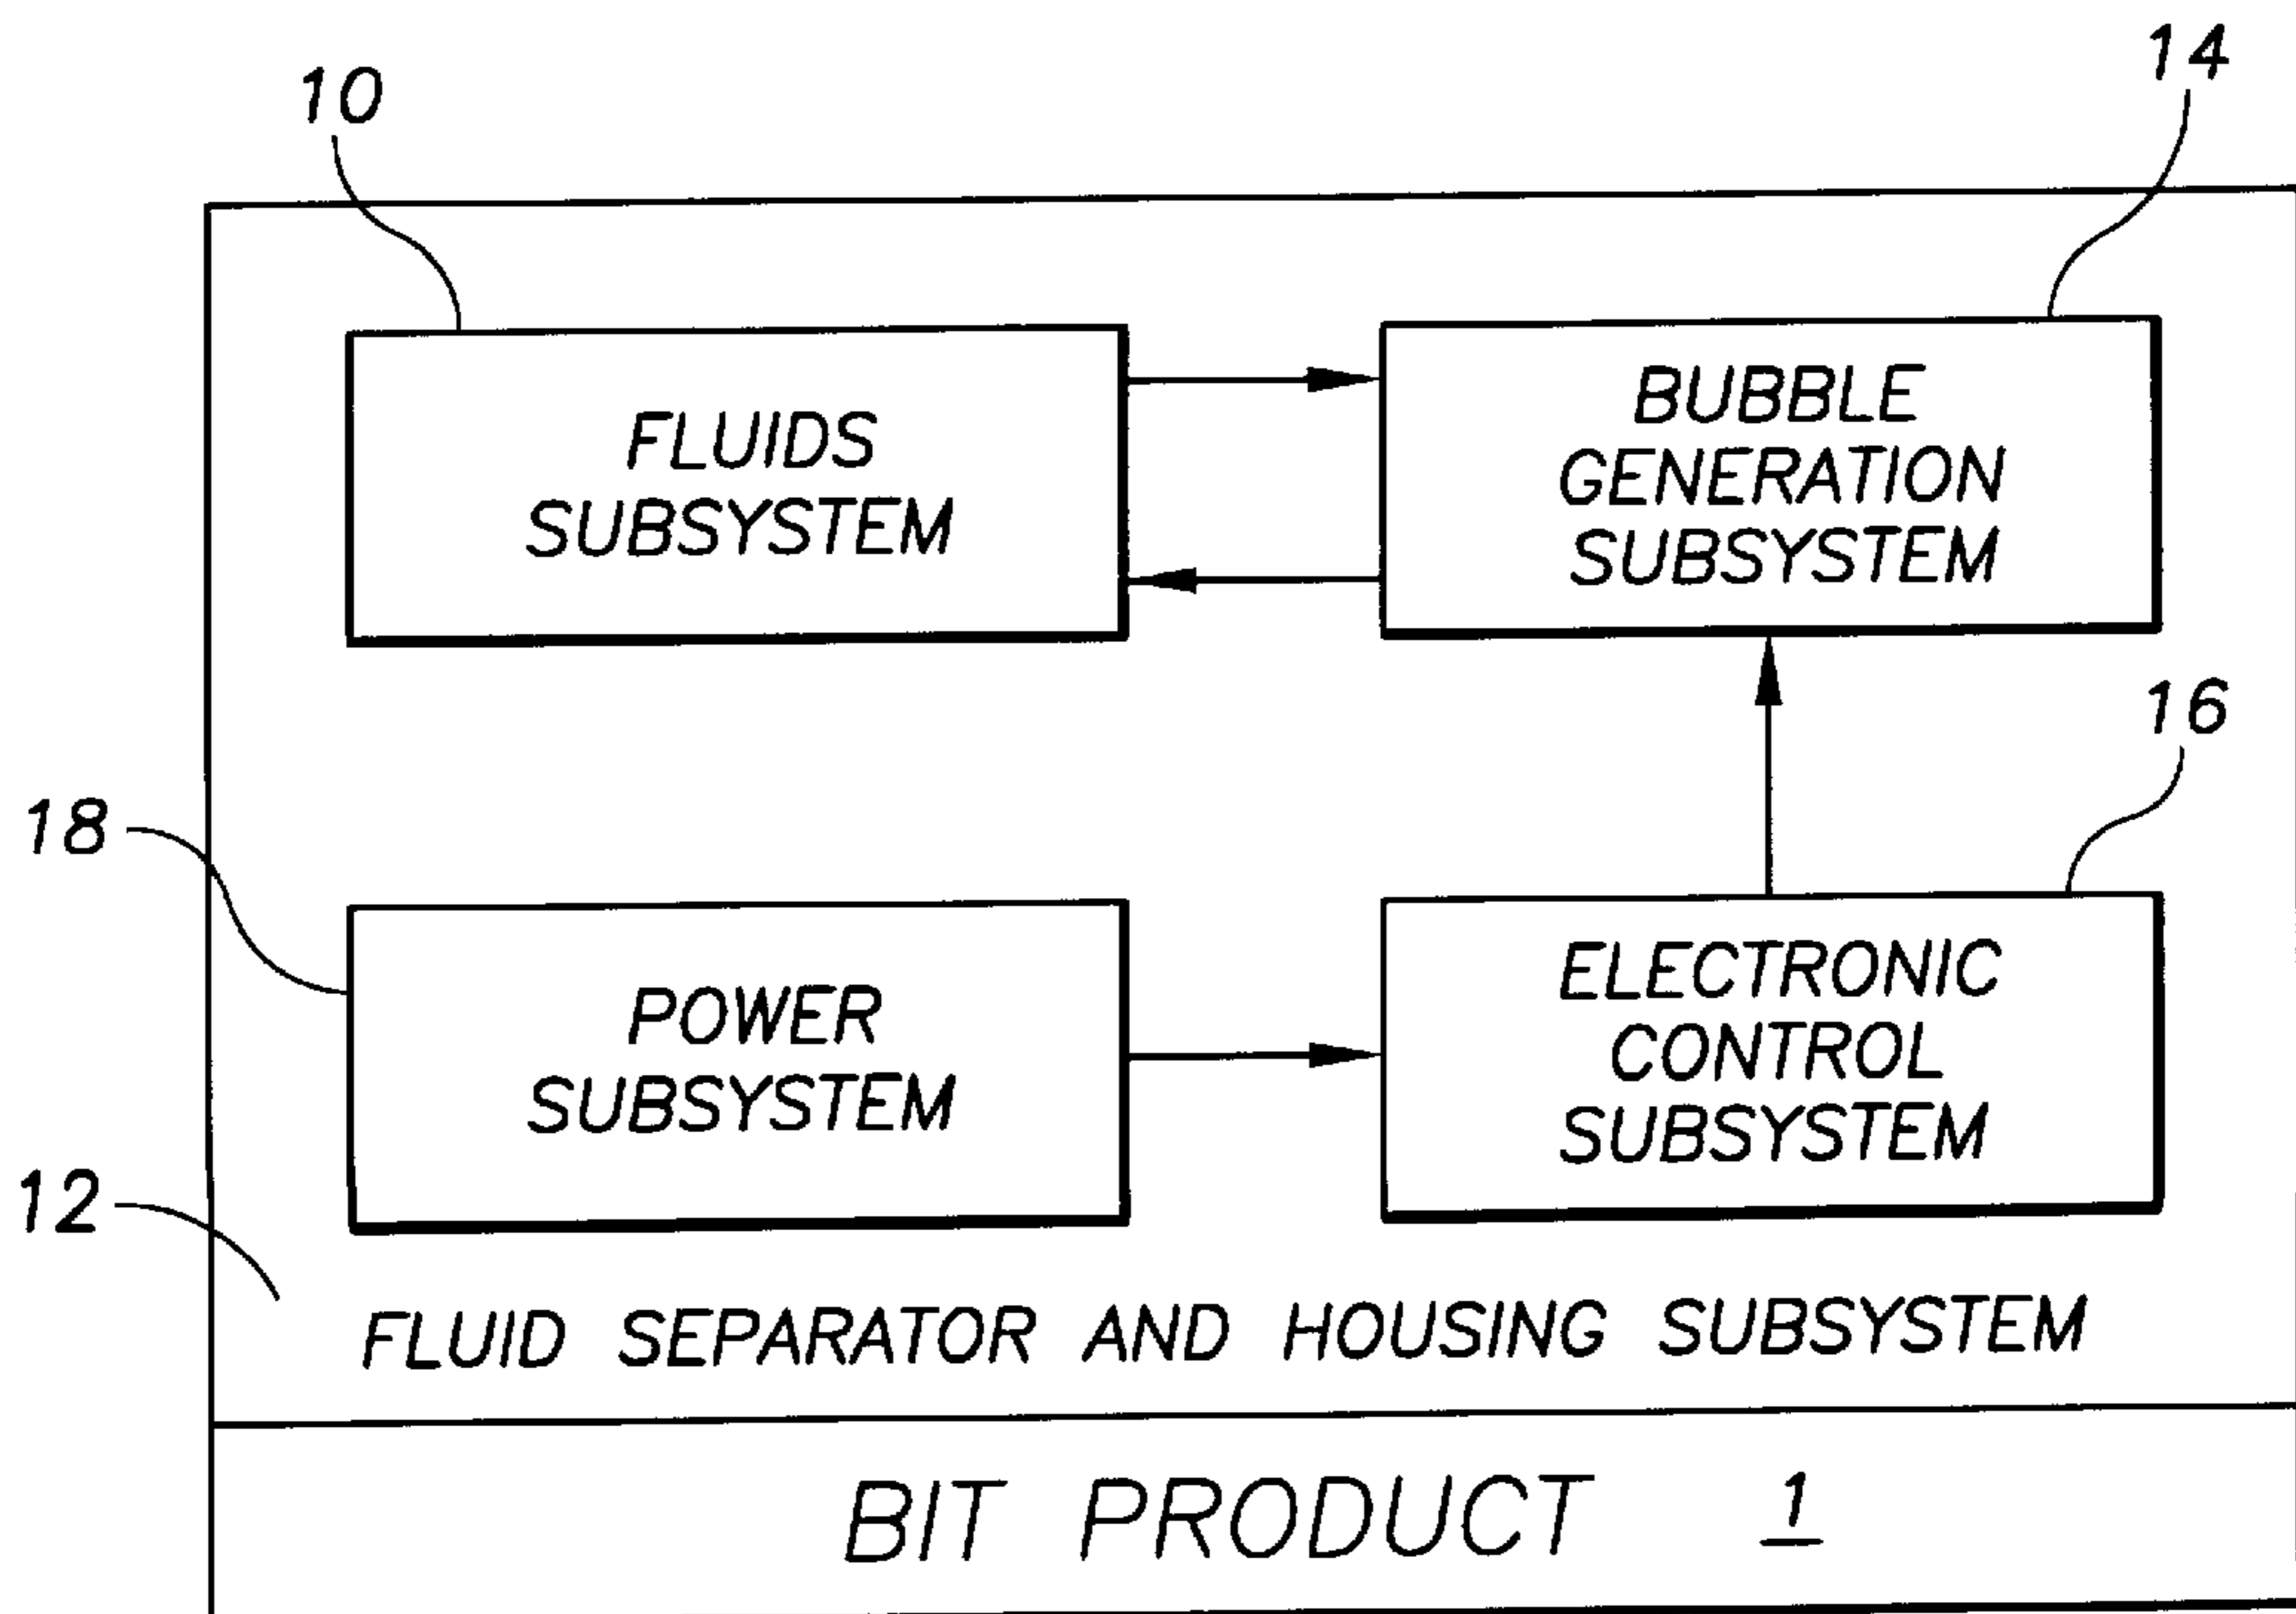 10
14
FLUIDS
SUBSYSTEM
BUBBLE
GENERATION
SUBSYSTEM
16
18
POWER
SUBSYSTEM
ELECTRONIC
CONTROL
SUBSYSTEM
12
FLUID SEPARATOR AND HOUSING SUBSYSTEM
BIT PRODUCT 1